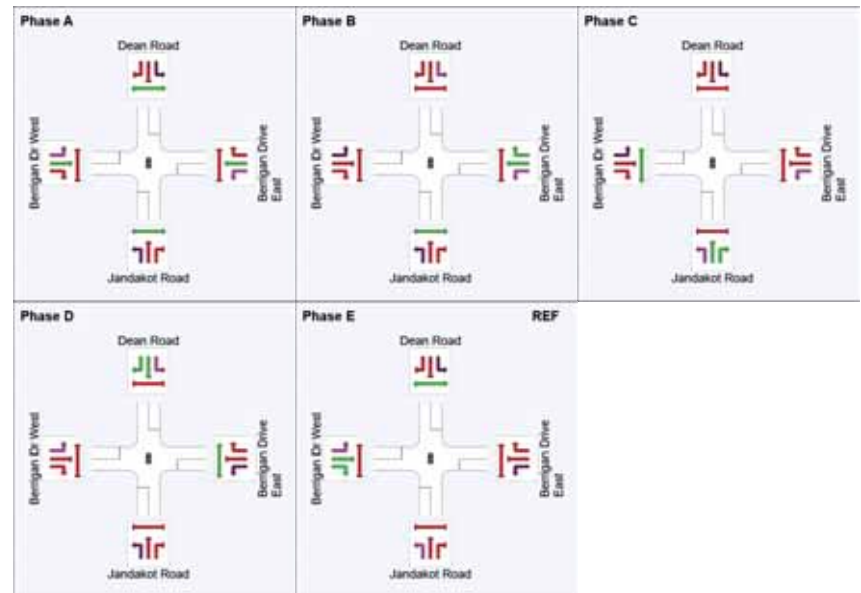 Phase A
Dean Road
Berrigan Dr West
Berrigan Drive
East
Jandakot Road
Phase B
Dean Road
Berrigan Dr West
Berrigan Drive
East
Jandakot Road
Phase C
Dean Road
Berrigan Dr West
Berrigan Drive
East
Jandakot Road
Phase D
Dean Road
Berrigan Dr West
Berrigan Drive
East
Jandakot Road
Phase E
REF
Dean Road
Berrigan Dr West
Berrigan Drive
East
Jandakot Road